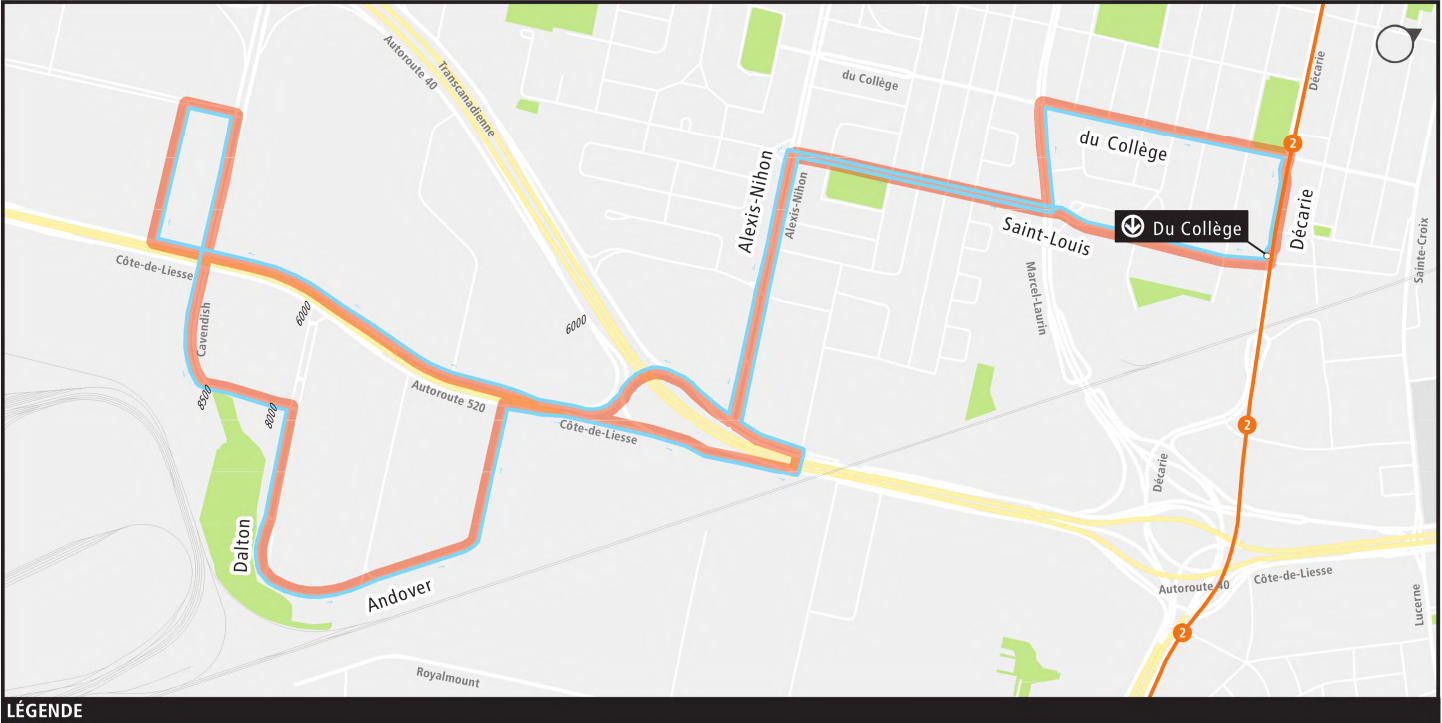 Autoroute 40
Transcanadienne
du Collège
Décarie
2
du Collège
Alexis-Nihon
Alexis-Nihon
Saint-Louis
Du Collège
Décarie
Sainte-Croix
Côte-de-Liesse
Cavendish
6000
6000
Marcel-Laurin
8500
8000
Autoroute 520
Côte-de-Liesse
2
Décarie
Dalton
Andover
Autoroute 40
Côte-de-Liesse
Lucerne
2
Royalmount
LÉGENDE